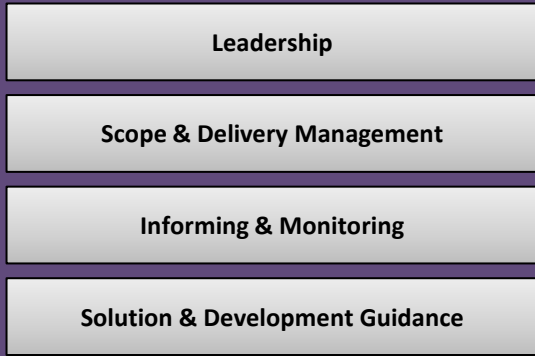 Leadership
Scope & Delivery Management
Informing & Monitoring
Solution & Development Guidance